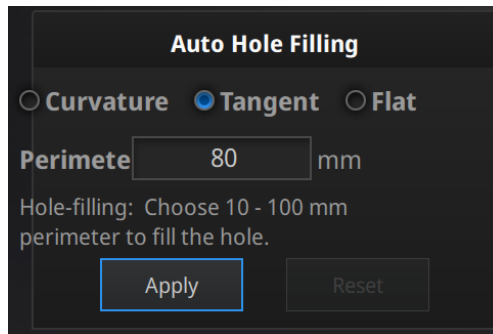 Auto Hole Filling
Curvature Tangent Flat
Perimete 80 mm
Hole-filling: Choose 10 - 100 mm
perimeter to fill the hole.
Apply Reset